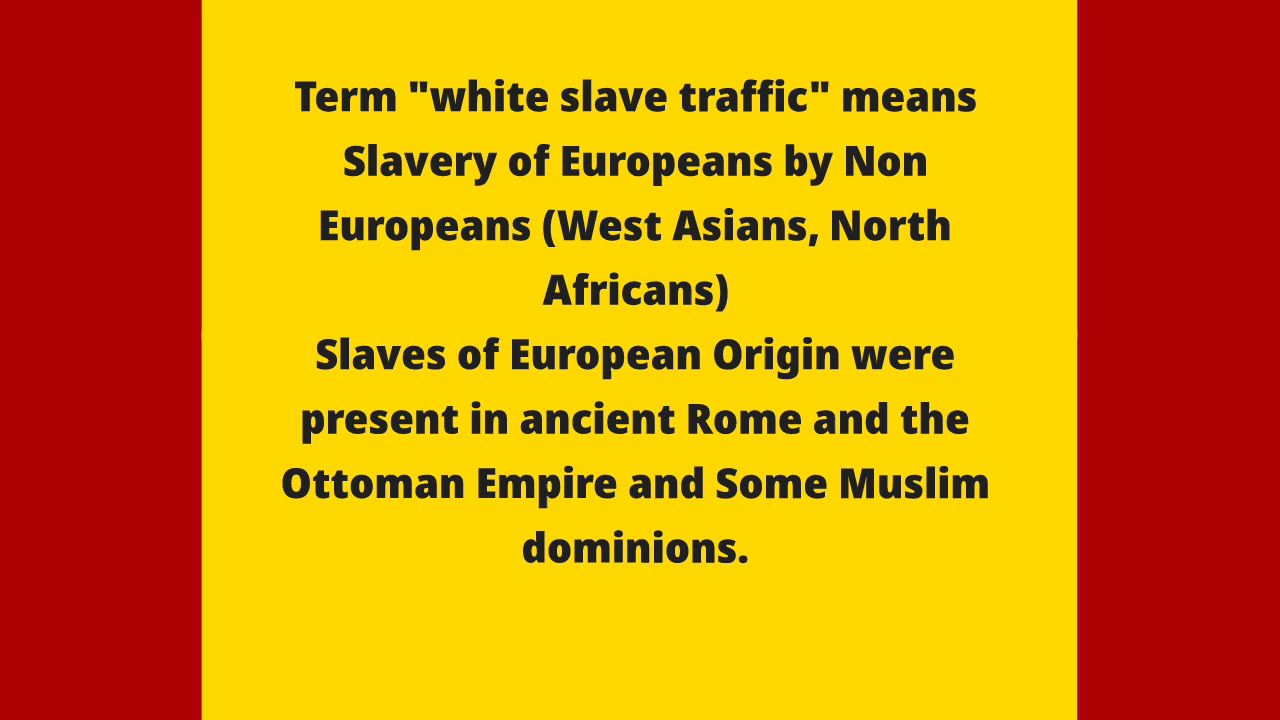 Term "white slave traffic" means
Slavery of Europeans by Non
Europeans (West Asians, North
Africans)
Slaves of European Origin were
present in ancient Rome and the
Ottoman Empire and Some Muslim
dominions.